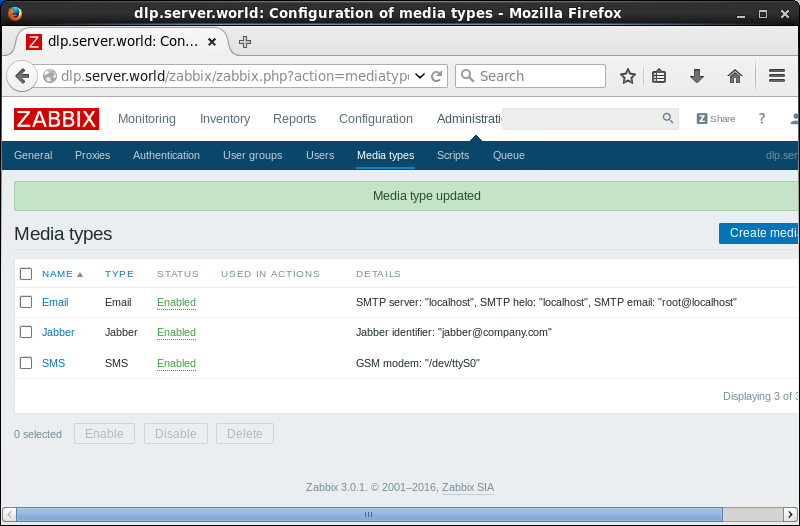 dlp.server.world: Configuration of media types - Mozilla Firefox
dlp.server.world: Con...
dlp.server.world/zabbix/zabbix.php?action=mediatype
Search
ZABBIX
Monitoring Inventory Reports Configuration Administrati
Z Share ?
General Proxies Authentication User groups Users Media types Scripts Queue dlp.ser
Media type updated
Media types
Create media
NAME TYPE STATUS USED IN ACTIONS DETAILS
Email Email Enabled SMTP server: "localhost", SMTP helo: "localhost", SMTP email: "root@localhost"
Jabber Jabber Enabled Jabber identifier: "jabber@company.com"
SMS SMS Enabled GSM modem: "/dev/ttyS0"
Displaying 3 of 3
0 selected Enable Disable Delete
Zabbix 3.0.1. © 2001–2016, Zabbix SIA